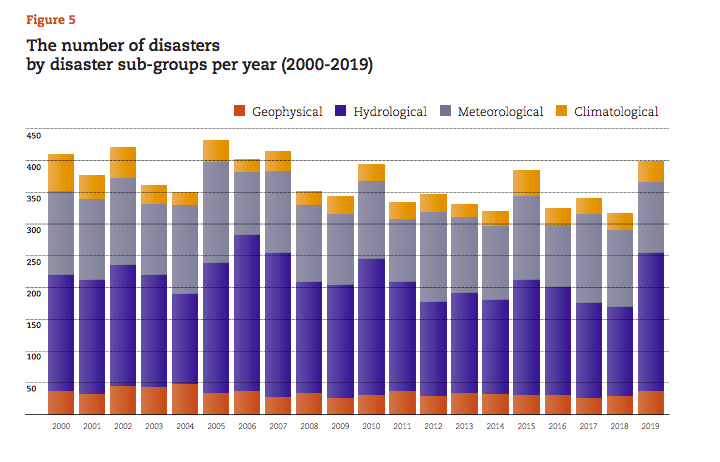 Figure 5
The number of disasters
by disaster sub-groups per year (2000-2019)
Geophysical Hydrological Meteorological Climatological
450
400
350
300
250
200
150
100
50
2000 2001 2002 2003 2004 2005 2006 2007 2008 2009 2010 2011 2012 2013 2014 2015 2016 2017 2018 2019